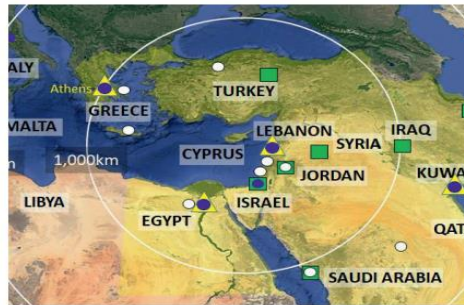 ALY
Athens
GREECE
TURKEY
MALTA
LEBANON
m
1,000km
CYPRUS
SYRIA
IRAQ
JORDAN
KUWA
LIBYA
ISRAEL
EGYPT
QAT
SAUDI ARABIA